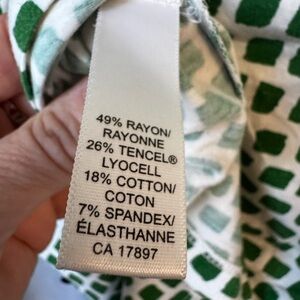 49% RAYON/
RAYONNE
26% TENCEL®
LYOCELL
18% COTTON/
COTON
7% SPANDEX/
ÉLASTHANNE
CA 17897